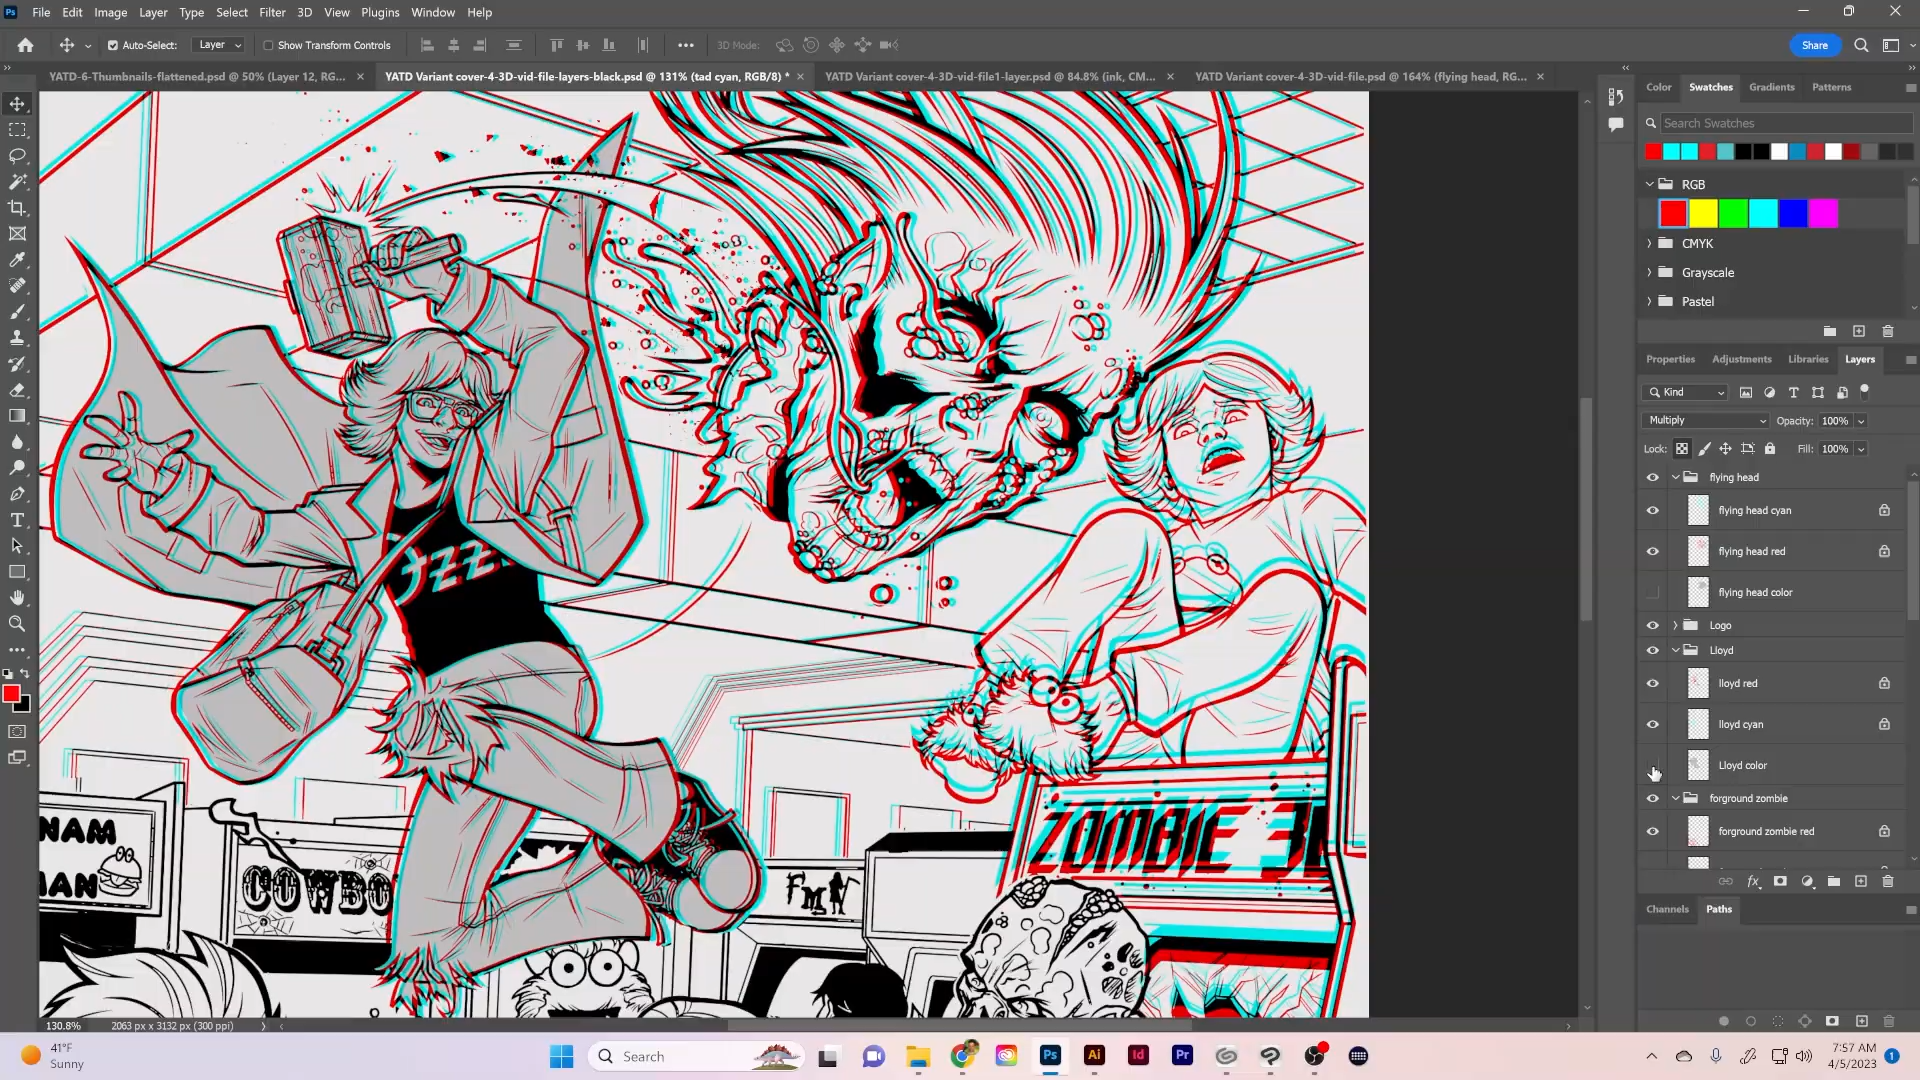 File Edit Image Layer Type Select Filter 3D View Plugins Window Help
Auto-Select: Layer Show Transform Controls 3D Mode: Share
YATD-6-Thumbnails-flattened.psd @ 50% (Layer 12, RG...
YATD Variant cover-4-3D-vid-file-layers-black.psd @ 131% (tad cyan, RGB/8) *
YATD Variant cover-4-3D-vid-file1-layer.psd @ 84.8% (ink, CM...
YATD Variant cover-4-3D-vid-file.psd @ 164% (flying head, RG...
Color Swatches Gradients Patterns
Search Swatches
RGB
CMYK
Grayscale
Pastel
Properties Adjustments Libraries Layers
Kind
Multiply Opacity: 100%
Lock: Fill: 100%
flying head
flying head cyan
flying head red
flying head color
Logo
Lloyd
lloyd red
lloyd cyan
Lloyd color
forground zombie
forground zombie red
Channels Paths
ZOMBIE 3
NAM
AN
COWBO
FM
130.8% 2063 px x 3132 px (300 ppi)
41°F
Sunny
Search
7:57 AM
4/5/2023
1